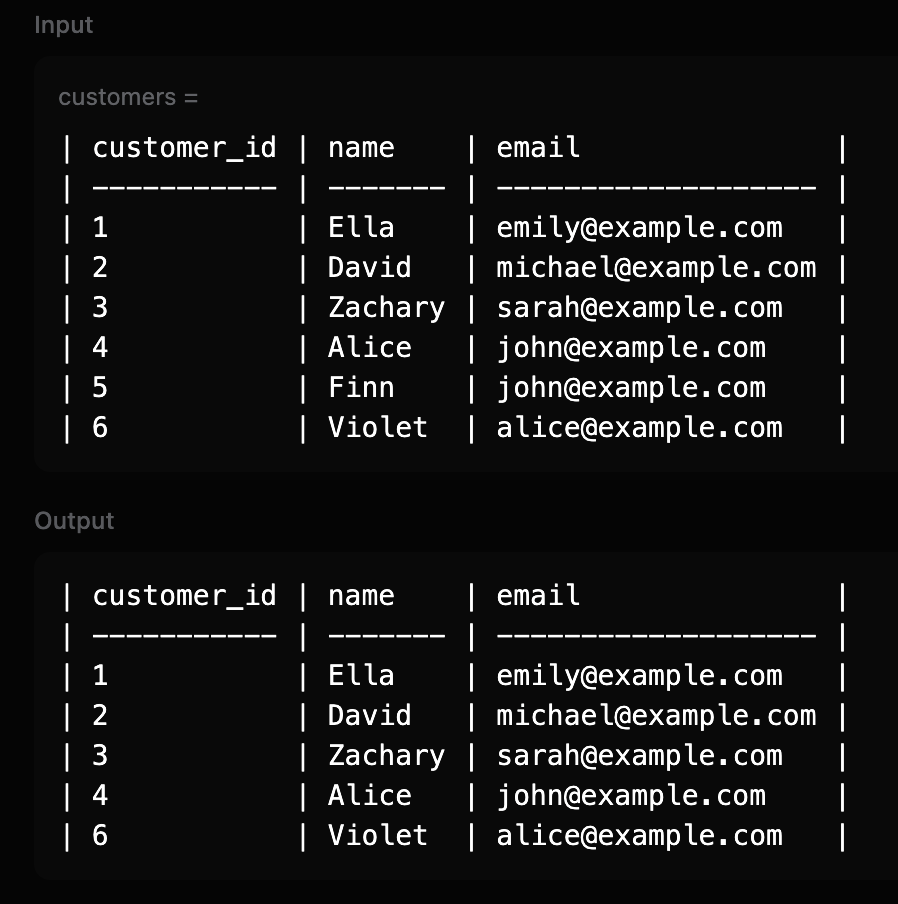 Input
customers =
| customer_id | name    | email               |
| ----------- | ------- | ------------------- |
| 1           | Ella    | emily@example.com   |
| 2           | David   | michael@example.com |
| 3           | Zachary | sarah@example.com   |
| 4           | Alice   | john@example.com    |
| 5           | Finn    | john@example.com    |
| 6           | Violet  | alice@example.com   |
Output
| customer_id | name    | email               |
| ----------- | ------- | ------------------- |
| 1           | Ella    | emily@example.com   |
| 2           | David   | michael@example.com |
| 3           | Zachary | sarah@example.com   |
| 4           | Alice   | john@example.com    |
| 6           | Violet  | alice@example.com   |